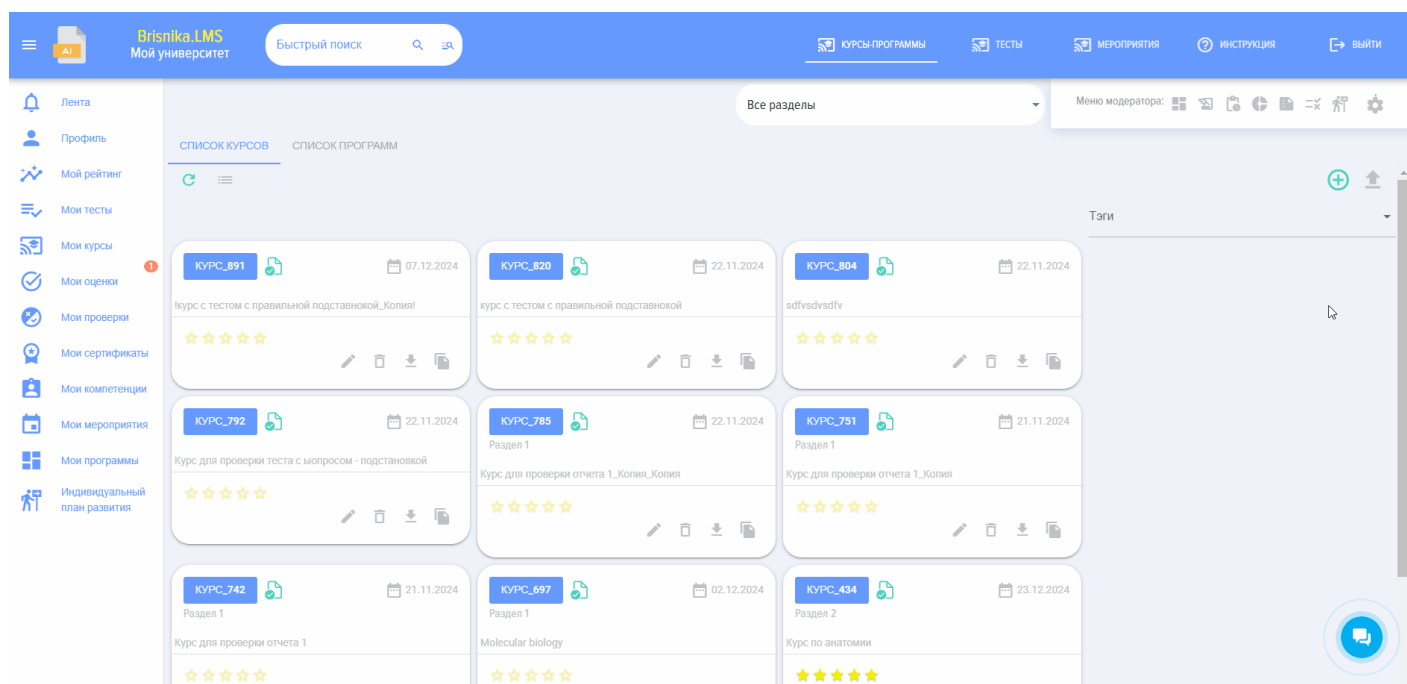 AI
Brisnika.LMS
Мой университет
Быстрый поиск
КУРСЫ-ПРОГРАММЫ
ТЕСТЫ
МЕРОПРИЯТИЯ
ИНСТРУКЦИЯ
ВЫЙТИ
Лента
Профиль
Мой рейтинг
Мои тесты
Мои курсы
1
Мои оценки
Мои проверки
Мои сертификаты
Мои компетенции
Мои мероприятия
Мои программы
Индивидуальный
план развития
Все разделы
Меню модератора:
СПИСОК КУРСОВ
СПИСОК ПРОГРАММ
Тэги
КУРС_891
07.12.2024
!курс с тестом с правильной подставнокой_Копия!
КУРС_820
22.11.2024
курс с тестом с правильной подставнокой
КУРС_804
22.11.2024
sdfvsdvsdfv
КУРС_792
22.11.2024
Курс для проверки теста с ыопросом - подстановкой
КУРС_785
22.11.2024
Раздел 1
Курс для проверки отчета 1_Копия_Копия
КУРС_751
21.11.2024
Раздел 1
Курс для проверки отчета 1_Копия
КУРС_742
21.11.2024
Раздел 1
Курс для проверки отчета 1
КУРС_697
02.12.2024
Раздел 1
Molecular biology
КУРС_434
23.12.2024
Раздел 2
Курс по анатомии